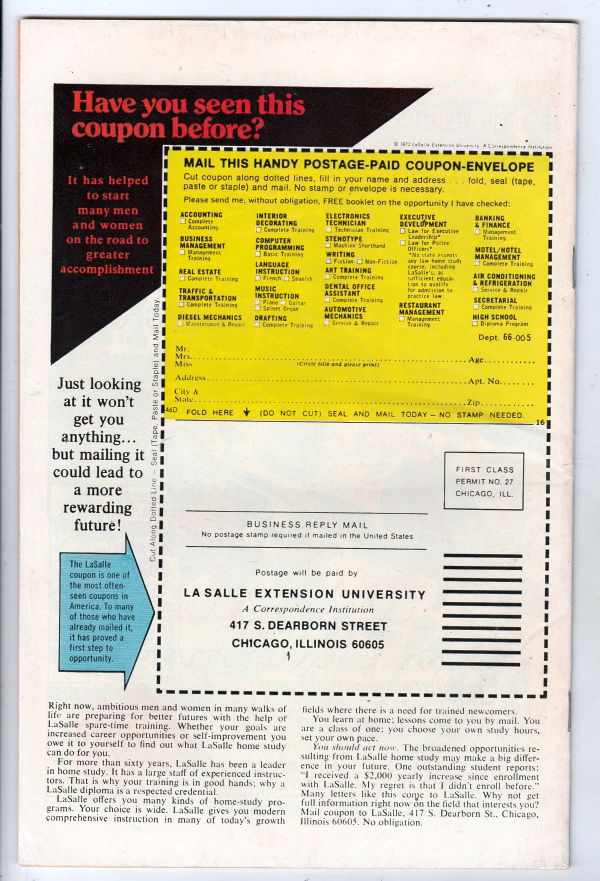 Have you seen this
coupon before?
It has helped
to start
many men
and women
on the road to
greater
accomplishment
© 1973 LaSalle Extension University, A Correspondence Institution
MAIL THIS HANDY POSTAGE-PAID COUPON-ENVELOPE
Cut coupon along dotted lines, fill in your name and address . . . fold, seal (tape,
paste or staple) and mail. No stamp or envelope is necessary.
Please send me, without obligation, FREE booklet on the opportunity I have checked:
ACCOUNTING
Complete
Accounting
BUSINESS
MANAGEMENT
Management
Training
REAL ESTATE
Complete Training
TRAFFIC &
TRANSPORTATION
Complete Training
DIESEL MECHANICS
Maintenance & Repair
INTERIOR
DECORATING
Complete Training
COMPUTER
PROGRAMMING
Basic Training
LANGUAGE
INSTRUCTION
French Spanish
MUSIC
INSTRUCTION
Piano Guitar
Spinet Organ
DRAFTING
Complete Training
ELECTRONICS
TECHNICIAN
Technician Training
STENOTYPE
Machine Shorthand
WRITING
Fiction Non-Fiction
ART TRAINING
Complete Training
DENTAL OFFICE
ASSISTANT
Complete Training
AUTOMOTIVE
MECHANICS
Service & Repair
EXECUTIVE
DEVELOPMENT
Law for Executive
Leadership*
Law for Police
Officers*
*No state accepts
any law home study
course, including
LaSalle's, as
sufficient educa-
tion to qualify
for admission to
practice law.
RESTAURANT
MANAGEMENT
Management
Training
BANKING
& FINANCE
Management
Training
MOTEL/HOTEL
MANAGEMENT
Complete Training
AIR CONDITIONING
& REFRIGERATION
Service & Repair
SECRETARIAL
Complete Training
HIGH SCHOOL
Diploma Program
Dept. 66-005
Mr.
Mrs. Age
Miss (Circle title and please print)
Address Apt. No.
City &
State Zip
46D FOLD HERE (DO NOT CUT) SEAL AND MAIL TODAY – NO STAMP NEEDED. 16
Cut Along Dotted Line — Seal (Tape, Paste or Staple) and Mail Today.
Just looking
at it won't
get you
anything...
but mailing it
could lead to
a more
rewarding
future!
The LaSalle
coupon is one of
the most often-
seen coupons in
America. To many
of those who have
already mailed it,
it has proved a
first step to
opportunity.
FIRST CLASS
PERMIT NO. 27
CHICAGO, ILL.
BUSINESS REPLY MAIL
No postage stamp required if mailed in the United States
Postage will be paid by
LA SALLE EXTENSION UNIVERSITY
A Correspondence Institution
417 S. DEARBORN STREET
CHICAGO, ILLINOIS 60605
Right now, ambitious men and women in many walks of
life are preparing for better futures with the help of
LaSalle spare-time training. Whether your goals are
increased career opportunities or self-improvement you
owe it to yourself to find out what LaSalle home study
can do for you.
For more than sixty years, LaSalle has been a leader
in home study. It has a large staff of experienced instruc-
tors. That is why your training is in good hands; why a
LaSalle diploma is a respected credential.
LaSalle offers you many kinds of home-study pro-
grams. Your choice is wide. LaSalle gives you modern
comprehensive instruction in many of today's growth
fields where there is a need for trained newcomers.
You learn at home; lessons come to you by mail. You
are a class of one; you choose your own study hours,
set your own pace.
You should act now. The broadened opportunities re-
sulting from LaSalle home study may make a big differ-
ence in your future. One outstanding student reports:
"I received a $2,000 yearly increase since enrollment
with LaSalle. My regret is that I didn't enroll before."
Many letters like this come to LaSalle. Why not get
full information right now on the field that interests you?
Mail coupon to LaSalle, 417 S. Dearborn St., Chicago,
Illinois 60605. No obligation.